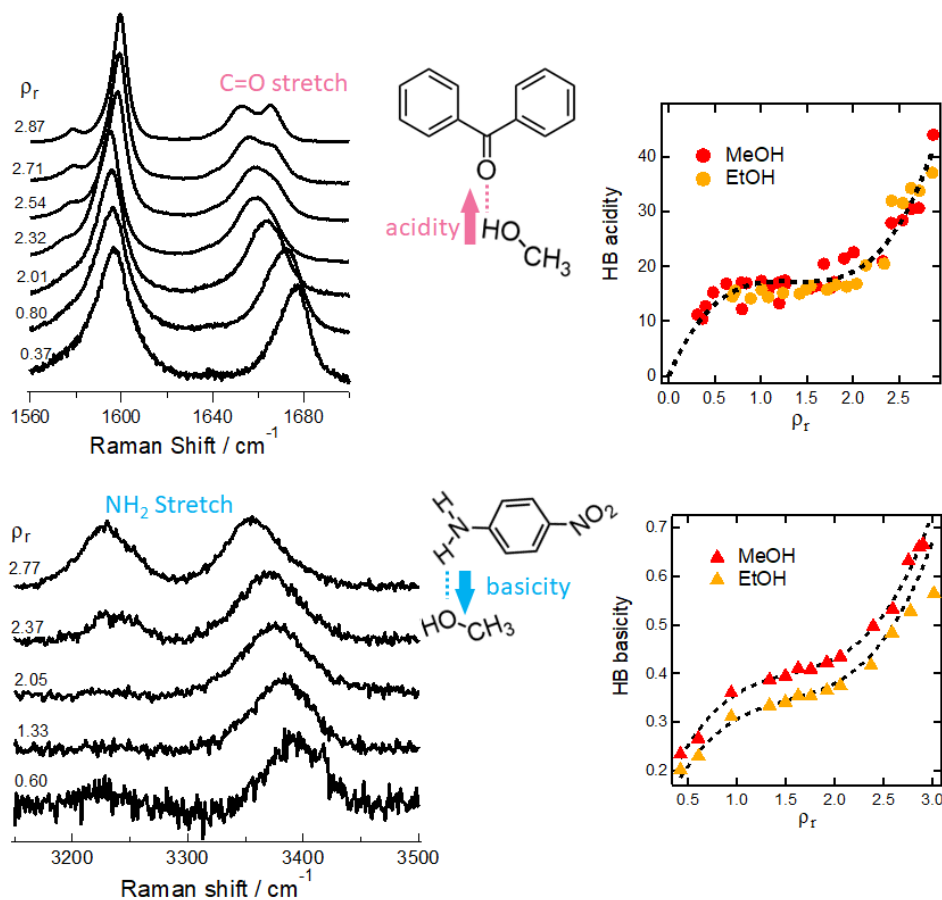 C=O stretch
ρr
2.87
2.71
2.54
2.32
2.01
0.80
0.37
1560
1600
1640
1680
Raman Shift / cm-1
O
acidity
HO
CH3
HB acidity
40
30
20
10
0
MeOH
EtOH
0.0
0.5
1.0
1.5
2.0
2.5
ρr
NH2 Stretch
ρr
2.77
2.37
2.05
1.33
0.60
3200
3300
3400
3500
Raman shift / cm-1
H
N
H
NO2
basicity
HO
CH3
HB basicity
0.7
0.6
0.5
0.4
0.3
0.2
MeOH
EtOH
0.5
1.0
1.5
2.0
2.5
3.0
ρr